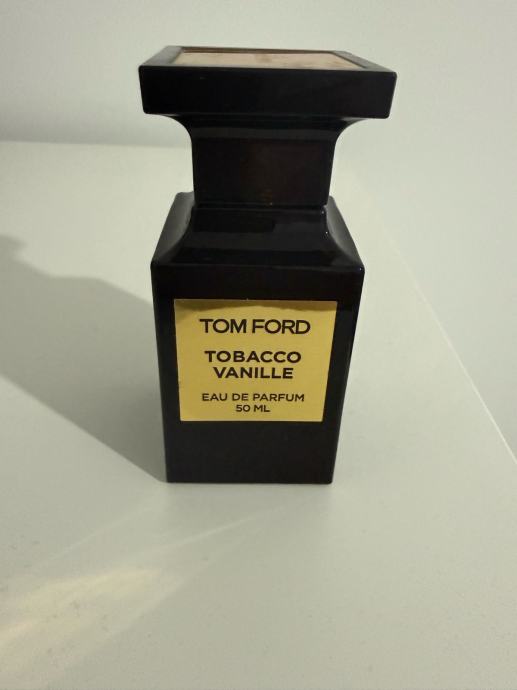 TOM FORD
TOBACCO
VANILLE
EAU DE PARFUM
50 ML